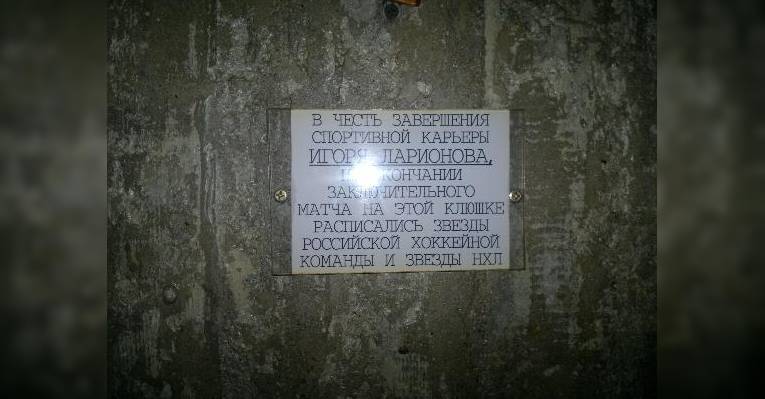 В ЧЕСТЬ ЗАВЕРШЕНИЯ
СПОРТИВНОЙ КАРЬЕРЫ
ИГОРЯ ЛАРИОНОВА,
ОКОНЧАНИИ
ЗАКЛЮЧИТЕЛЬНОГО
МАТЧА НА ЭТОЙ КЛЮШКЕ
РАСПИСАЛИСЬ ЗВЕЗДЫ
РОССИЙСКОЙ ХОККЕЙНОЙ
КОМАНДЫ И ЗВЕЗДЫ НХЛ